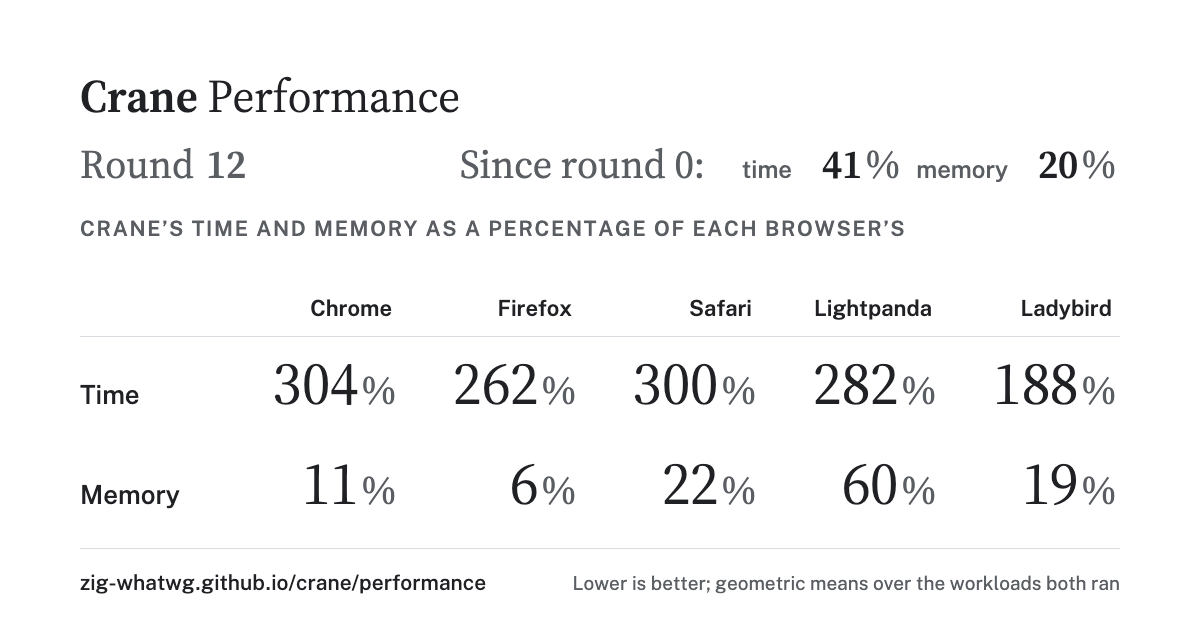 Crane Performance
Round 12 Since round 0: time 41% memory 20%
CRANE’S TIME AND MEMORY AS A PERCENTAGE OF EACH BROWSER’S
Chrome Firefox Safari Lightpanda Ladybird
Time 304% 262% 300% 282% 188%
Memory 11% 6% 22% 60% 19%
zig-whatwg.github.io/crane/performance Lower is better; geometric means over the workloads both ran